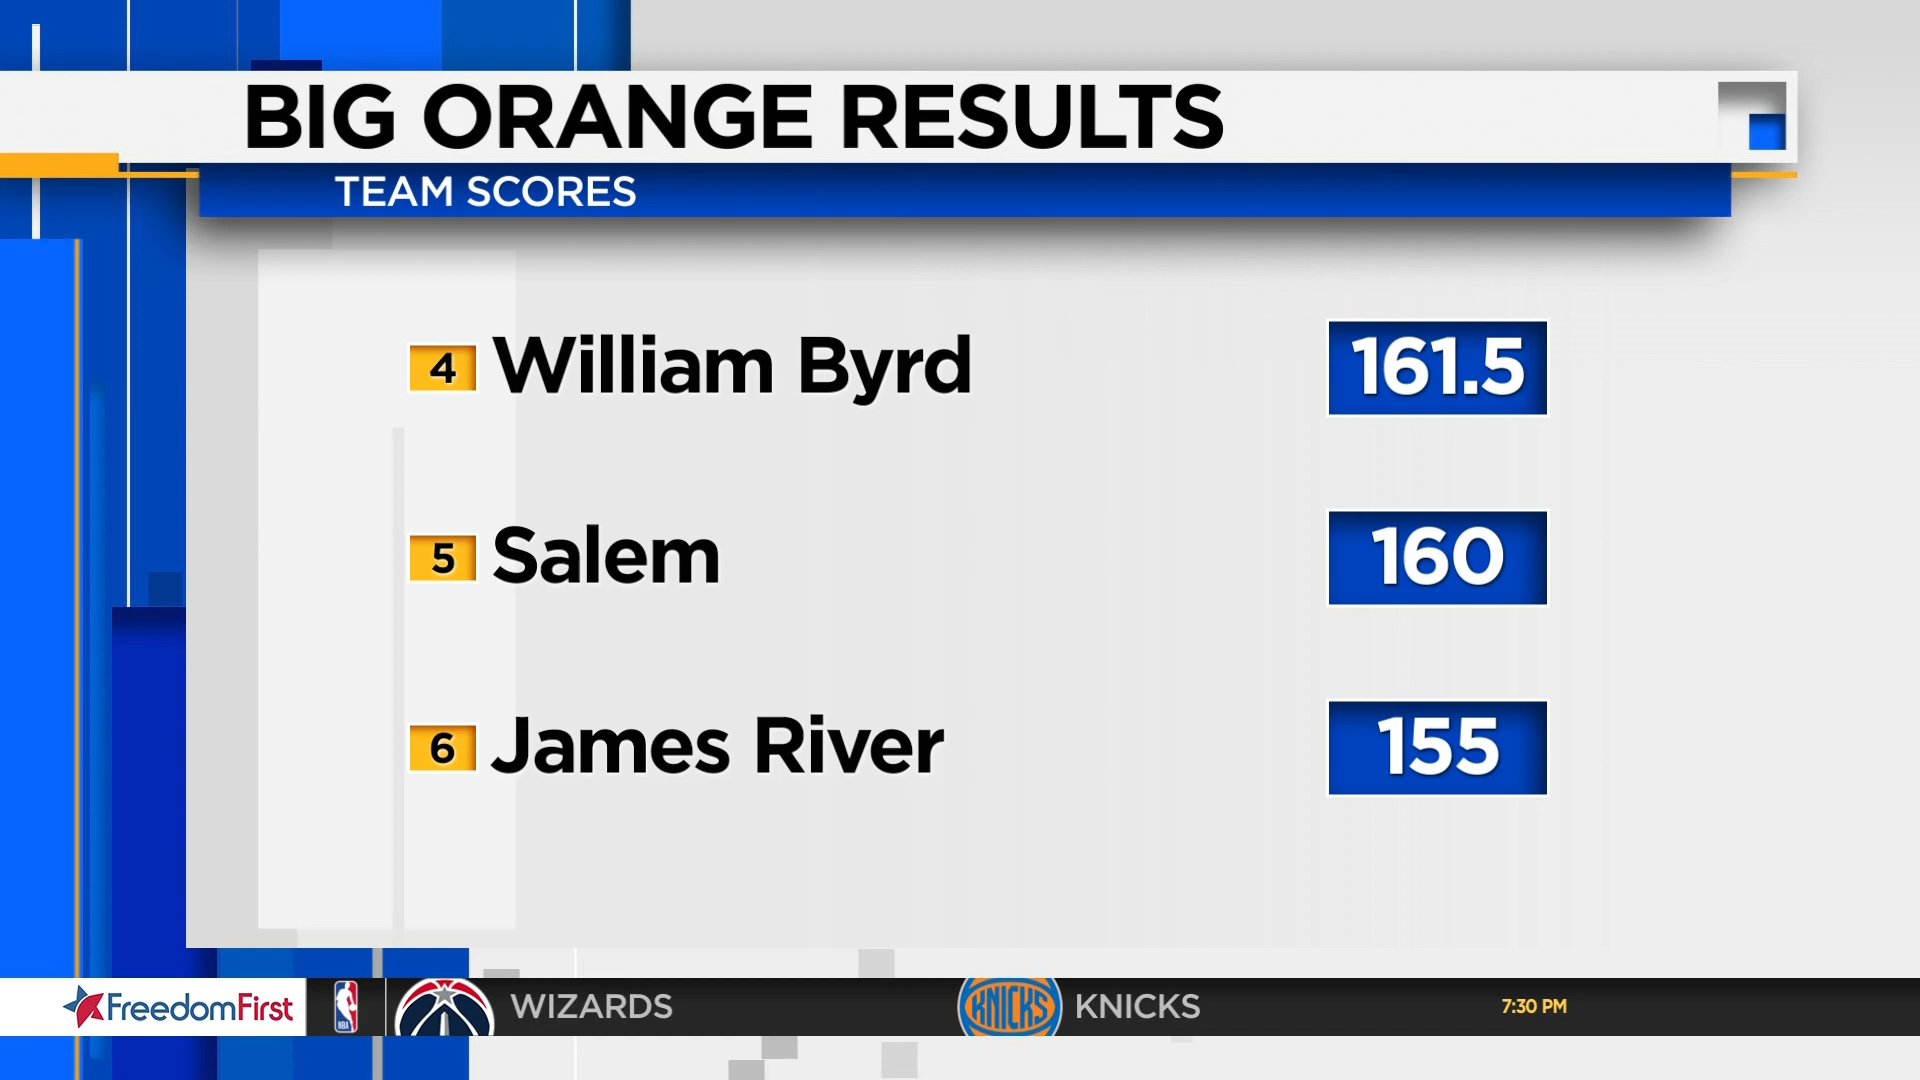 BIG ORANGE RESULTS
TEAM SCORES
4 William Byrd 161.5
5 Salem 160
6 James River 155
FreedomFirst NBA WIZARDS KNICKS KNICKS 7:30 PM